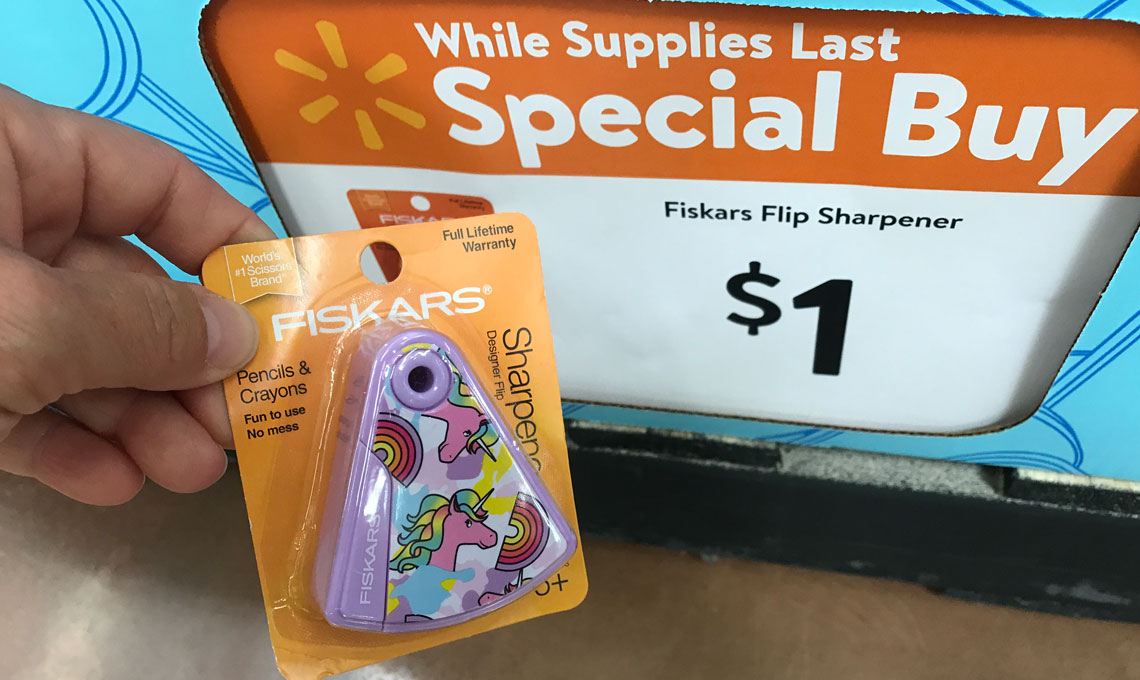 While Supplies Last
Special Buy
Fiskars Flip Sharpener
$1
FISKARS
Full Lifetime
Warranty
World's
#1 Scissors
Brand*
FISKARS®
Pencils &
Crayons
Fun to use
No mess
Designer Flip
FISKARS